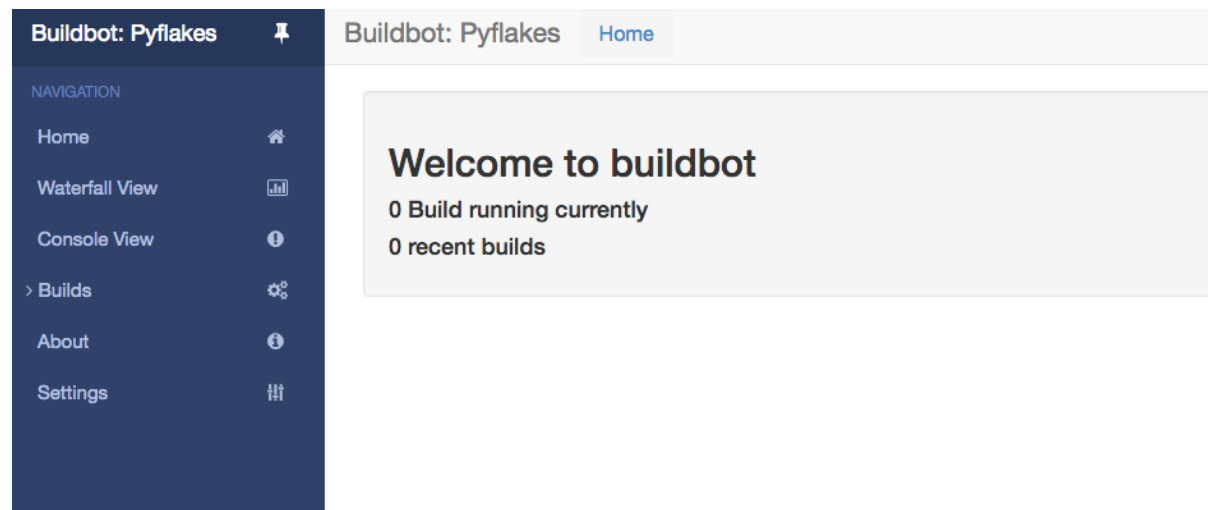 Buildbot: Pyflakes
NAVIGATION
Home
Waterfall View
Console View
Builds
About
Settings
Buildbot: Pyflakes Home
Welcome to buildbot
0 Build running currently
0 recent builds